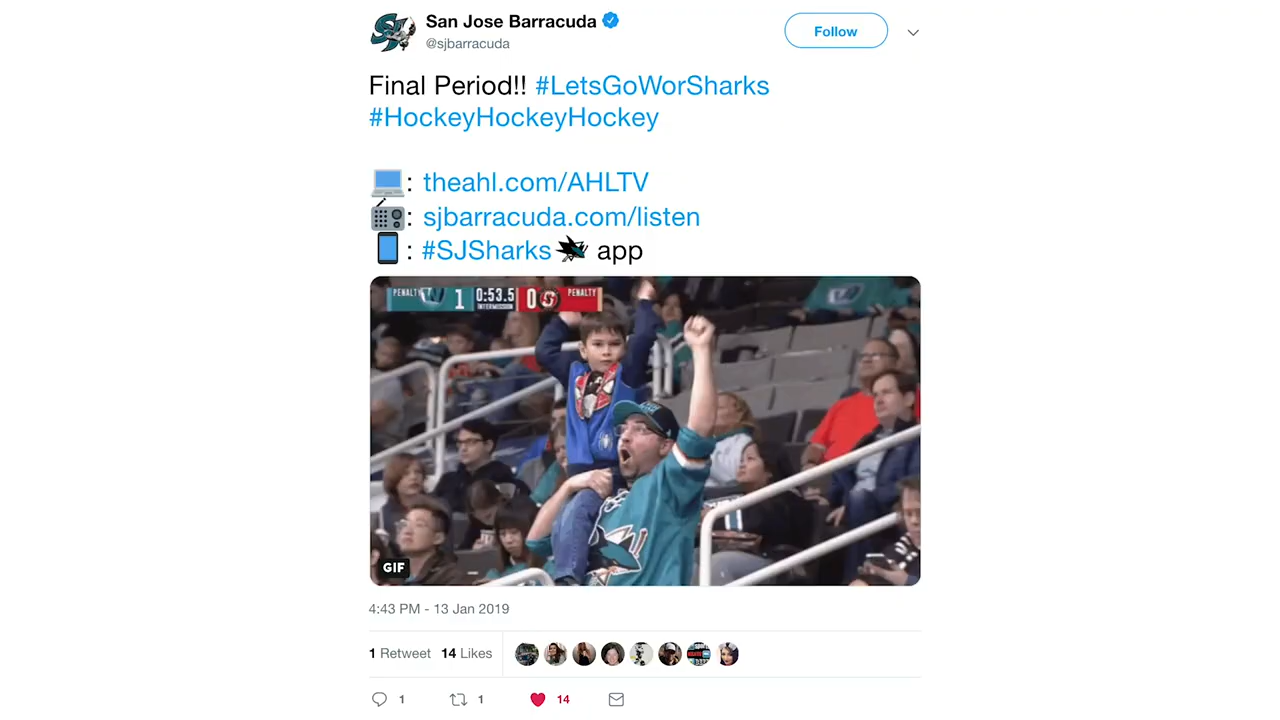 San Jose Barracuda
@sjbarracuda
Follow
Final Period!! #LetsGoWorSharks
#HockeyHockeyHockey
: theahl.com/AHLTV
: sjbarracuda.com/listen
: #SJSharks app
PENALTY 1 0:53.5 0 PENALTY
GIF
4:43 PM - 13 Jan 2019
1 Retweet 14 Likes
1 1 14